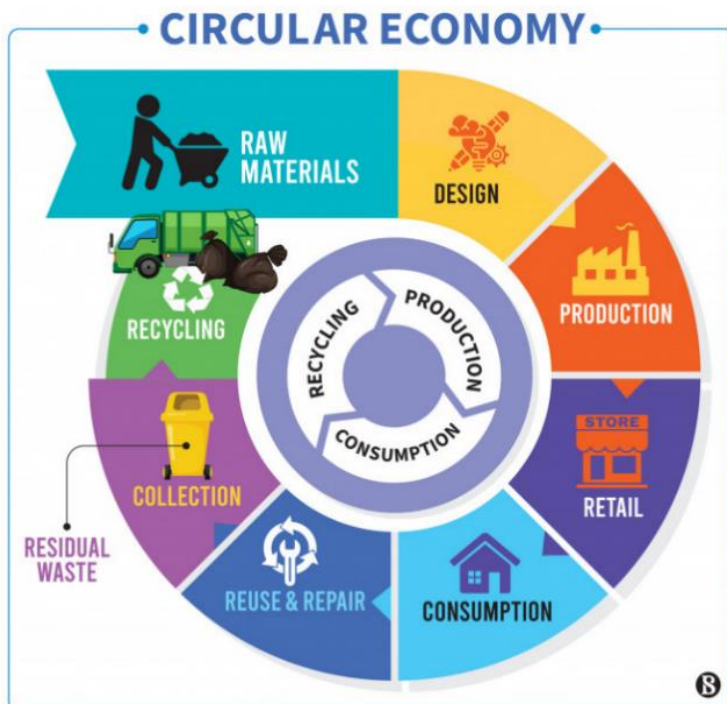 CIRCULAR ECONOMY
RAW
MATERIALS
DESIGN
PRODUCTION
STORE
RETAIL
CONSUMPTION
REUSE & REPAIR
COLLECTION
RESIDUAL
WASTE
RECYCLING
PRODUCTION
CONSUMPTION
RECYCLING